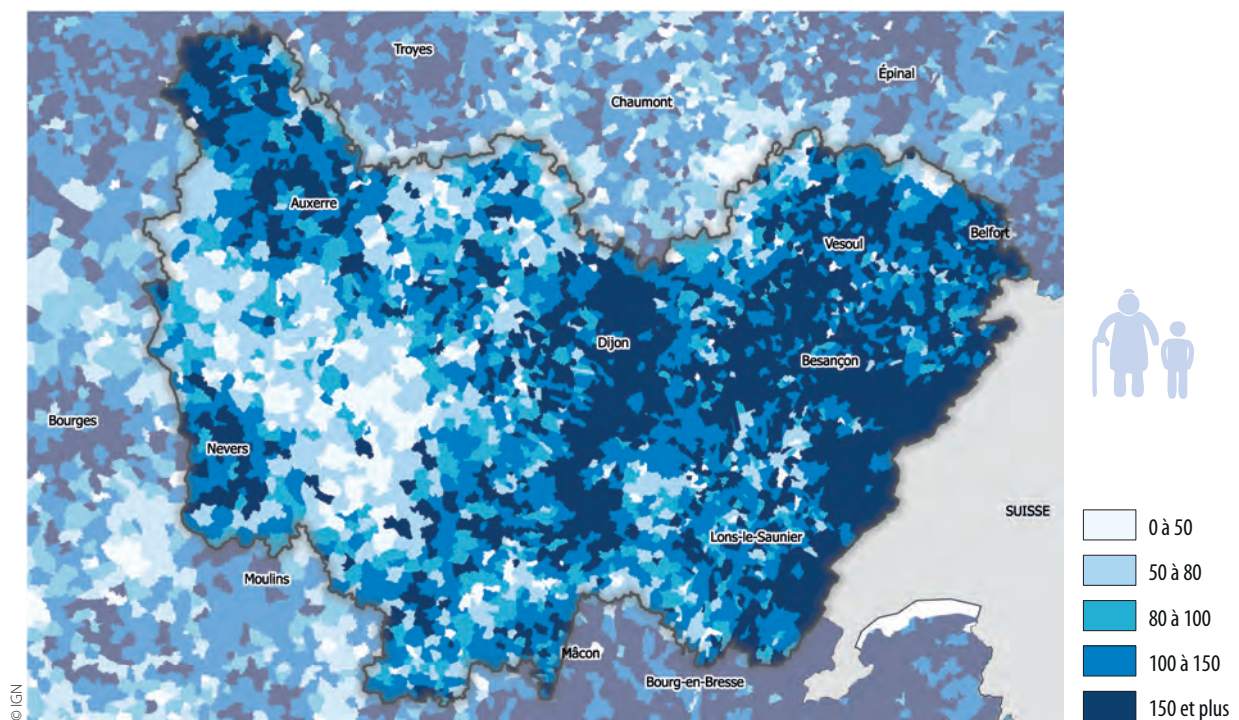 Troyes
Épinal
Chaumont
Auxerre
Belfort
Vesoul
Dijon
Besançon
Bourges
Nevers
SUISSE
Lons-le-Saunier
Moulins
Mâcon
Bourg-en-Bresse
0 à 50
50 à 80
80 à 100
100 à 150
150 et plus
© IGN